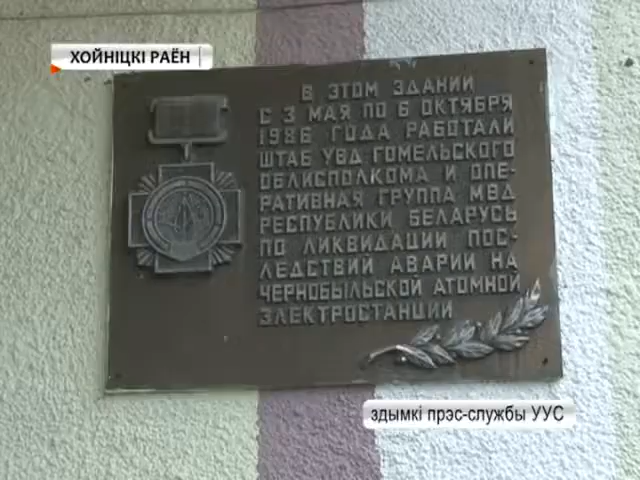 ХОЙНІЦКІ РАЁН
В ЭТОМ ЗДАНИИ
С 3 МАЯ ПО 6 ОКТЯБРЯ
1986 ГОДА РАБОТАЛИ
ШТАБ УВД ГОМЕЛЬСКОГО
ОБЛИСПОЛКОМА И ОПЕ-
РАТИВНАЯ ГРУППА МВД
РЕСПУБЛИКИ БЕЛАРУСЬ
ПО ЛИКВИДАЦИИ ПОС-
ЛЕДСТВИЙ АВАРИИ НА
ЧЕРНОБЫЛЬСКОЙ АТОМНОЙ
ЭЛЕКТРОСТАНЦИИ
здымкі прэс-службы УУС